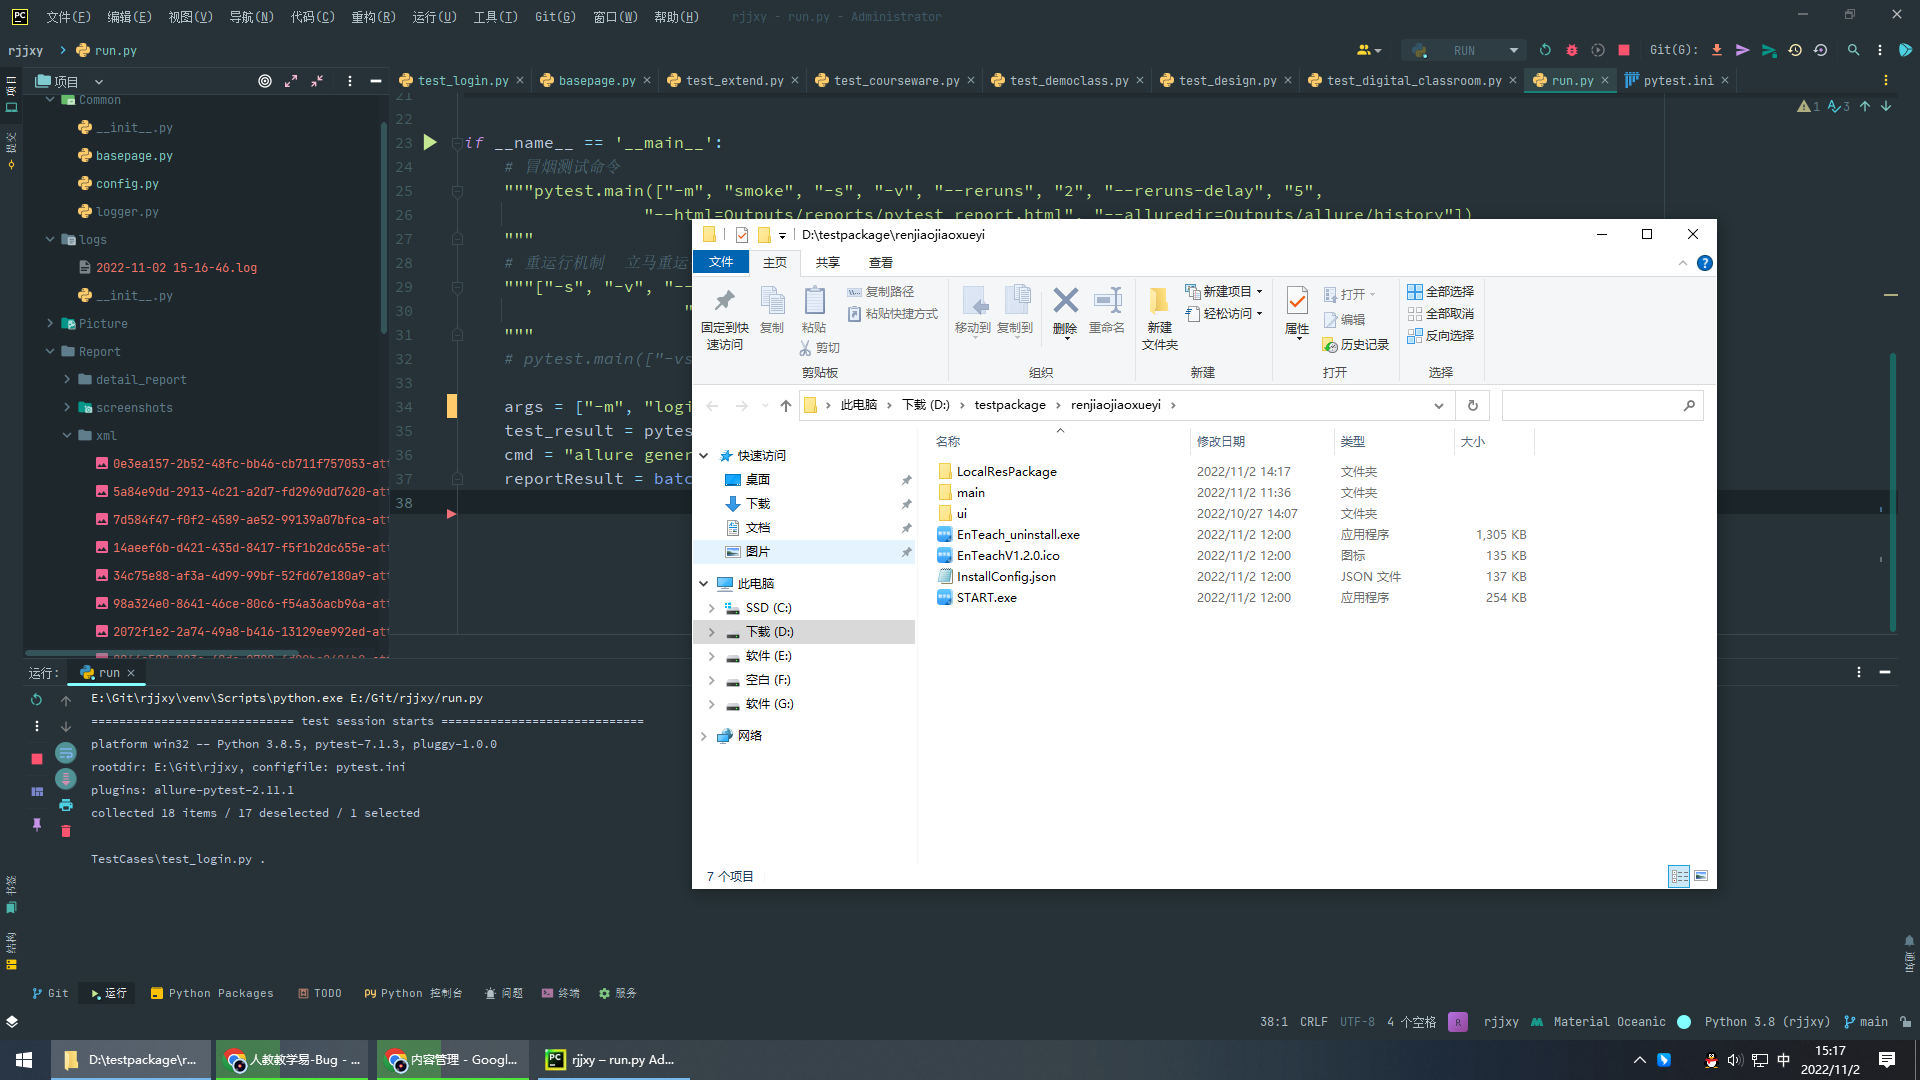 文件(F) 编辑(E) 视图(V) 导航(N) 代码(C) 重构(R) 运行(U) 工具(T) Git(G) 窗口(W) 帮助(H) rjjxy - run.py - Administrator
rjjxy run.py RUN Git(G):
项目 test_login.py basepage.py test_extend.py test_courseware.py test_democlass.py test_design.py test_digital_classroom.py run.py pytest.ini
项目
提交
Common
__init__.py
basepage.py
config.py
logger.py
logs
2022-11-02 15-16-46.log
__init__.py
Picture
Report
detail_report
screenshots
xml
0e3ea157-2b52-48fc-bb46-cb711f757053-att
5a84e9dd-2913-4c21-a2d7-fd2969dd7620-att
7d584f47-f0f2-4589-ae52-99139a07bfca-att
14aeef6b-d421-435d-8417-f5f1b2dc655e-att
34c75e88-af3a-4d99-99bf-52fd67e180a9-att
98a324e0-8641-46ce-80c6-f54a36acb96a-att
2072f1e2-2a74-49a8-b416-13129ee992ed-att
1 3
21
22
23 if __name__ == '__main__':
24 # 冒烟测试命令
25 """pytest.main(["-m", "smoke", "-s", "-v", "--reruns", "2", "--reruns-delay", "5",
26 "--html=Outputs/reports/pytest_report.html", "--alluredir=Outputs/allure/history"])
27 """
28 # 重运行机制 立马重运
29 """["-s", "-v", "--
30 "
31 """
32 # pytest.main(["-vs
33
34 args = ["-m", "logi
35 test_result = pytes
36 cmd = "allure gener
37 reportResult = batc
38
D:\testpackage\renjiaojiaoxueyi
文件 主页 共享 查看
固定到快速访问
复制
粘贴
复制路径
粘贴快捷方式
剪切
剪贴板
移动到
复制到
删除
重命名
组织
新建文件夹
新建项目
轻松访问
新建
属性
打开
编辑
历史记录
打开
全部选择
全部取消
反向选择
选择
此电脑 下载 (D:) testpackage renjiaojiaoxueyi
快速访问
桌面
下载
文档
图片
此电脑
SSD (C:)
下载 (D:)
软件 (E:)
空白 (F:)
软件 (G:)
网络
名称 修改日期 类型 大小
LocalResPackage 2022/11/2 14:17 文件夹
main 2022/11/2 11:36 文件夹
ui 2022/10/27 14:07 文件夹
EnTeach_uninstall.exe 2022/11/2 12:00 应用程序 1,305 KB
EnTeachV1.2.0.ico 2022/11/2 12:00 图标 135 KB
InstallConfig.json 2022/11/2 12:00 JSON 文件 137 KB
START.exe 2022/11/2 12:00 应用程序 254 KB
7 个项目
运行: run
E:\Git\rjjxy\venv\Scripts\python.exe E:/Git/rjjxy/run.py
============================= test session starts =============================
platform win32 -- Python 3.8.5, pytest-7.1.3, pluggy-1.0.0
rootdir: E:\Git\rjjxy, configfile: pytest.ini
plugins: allure-pytest-2.11.1
collected 18 items / 17 deselected / 1 selected
TestCases\test_login.py .
书签
结构
通知
Git 运行 Python Packages TODO Python 控制台 问题 终端 服务
38:1 CRLF UTF-8 4 个空格 R rjjxy Material Oceanic Python 3.8 (rjjxy) main
D:\testpackage\r... 人教教学易-Bug - ... 内容管理 - Googl... rjjxy – run.py Ad... 中 15:17
2022/11/2